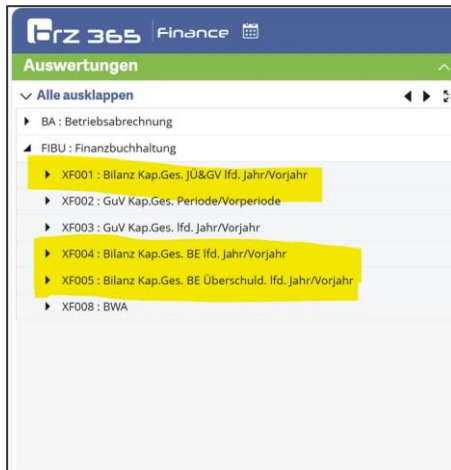 Brz 365 Finance
Auswertungen
Alle ausklappen
BA : Betriebsabrechnung
FIBU : Finanzbuchhaltung
XF001 : Bilanz Kap.Ges. JÜ&GV lfd. Jahr/Vorjahr
XF002 : GuV Kap.Ges. Periode/Vorperiode
XF003 : GuV Kap.Ges. lfd. Jahr/Vorjahr
XF004 : Bilanz Kap.Ges. BE lfd. Jahr/Vorjahr
XF005 : Bilanz Kap.Ges. BE Überschuld. lfd. Jahr/Vorjahr
XF008 : BWA